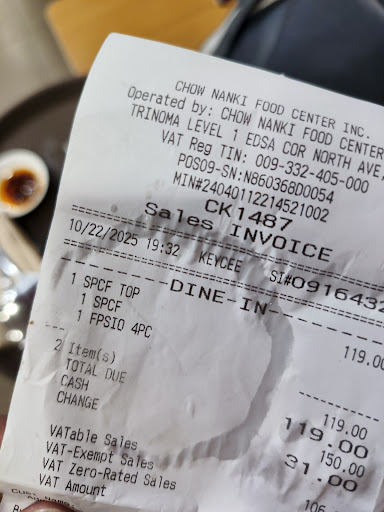 CHOW NANKI FOOD CENTER INC.
Operated by: CHOW NANKI FOOD CENTER
TRINOMA LEVEL 1 EDSA COR NORTH AVE,
VAT Reg TIN: 009-332-405-000
POS09-SN:N860368D0054
MIN#24040112214521002
CK1487
Sales INVOICE
10/22/2025 19:32 KEYCEE SI#0916432
DINE-IN
1 SPCF TOP 119.00
1 SPCF
1 FPSIO 4PC
2 Item(s) 119.00
TOTAL DUE 119.00
CASH 150.00
CHANGE 31.00
VATable Sales 106
VAT-Exempt Sales
VAT Zero-Rated Sales
VAT Amount